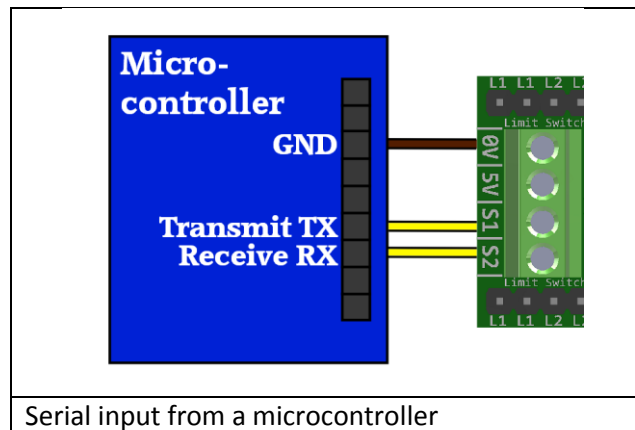 Micro-
controller
GND
Transmit TX
Receive RX
L1 L1 L2
Limit Switch
|0V|5V|S1|S2|
Limit Switch
L1 L1 L2
Serial input from a microcontroller